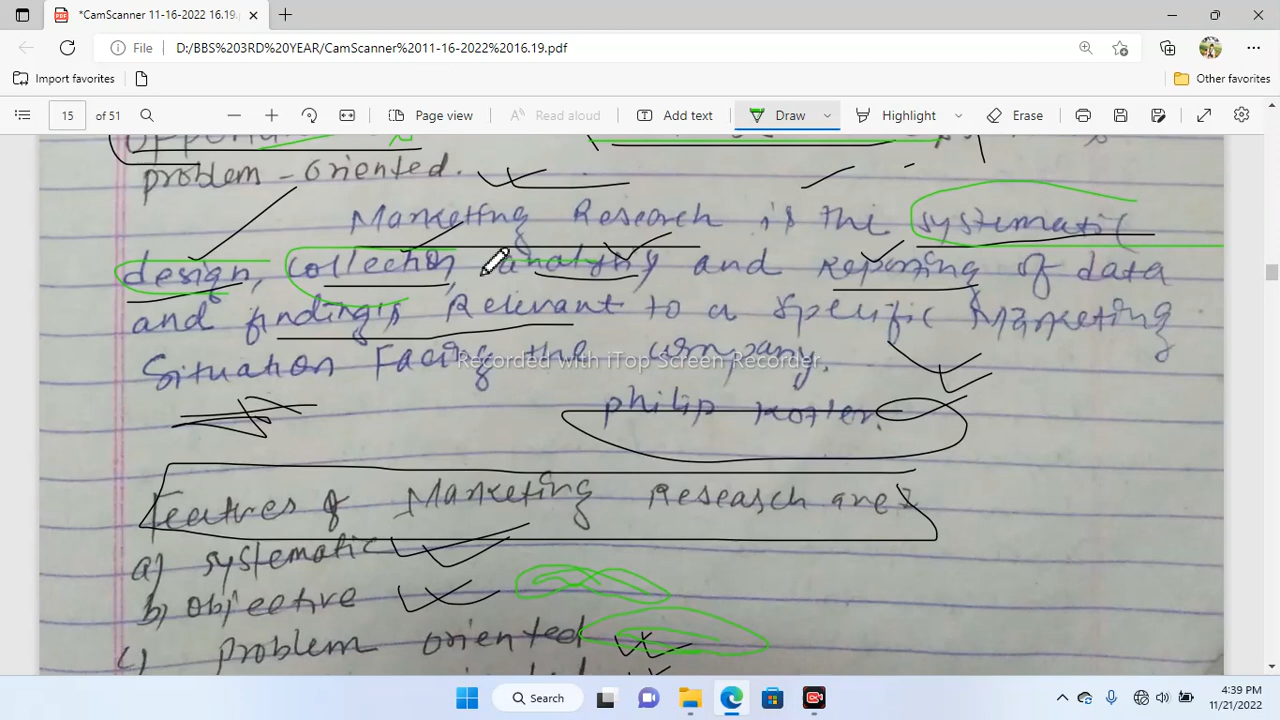 *CamScanner 11-16-2022 16.19.
File D:/BBS%203RD%20YEAR/CamScanner%2011-16-2022%2016.19.pdf
Import favorites
Other favorites
15 of 51
Page view
Read aloud
Add text
Draw
Highlight
Erase
problem-oriented.
Marketing Research is the systematic
design, collection, analysis and Reporting of data
and findings Relevant to a specific Marketing
Situation Facing the company.
Recorded with iTop Screen Recorder
philip Kotler.
Features of Marketing Research are:
a) systematic
b) objective
c) problem oriented
Search
4:39 PM
11/21/2022